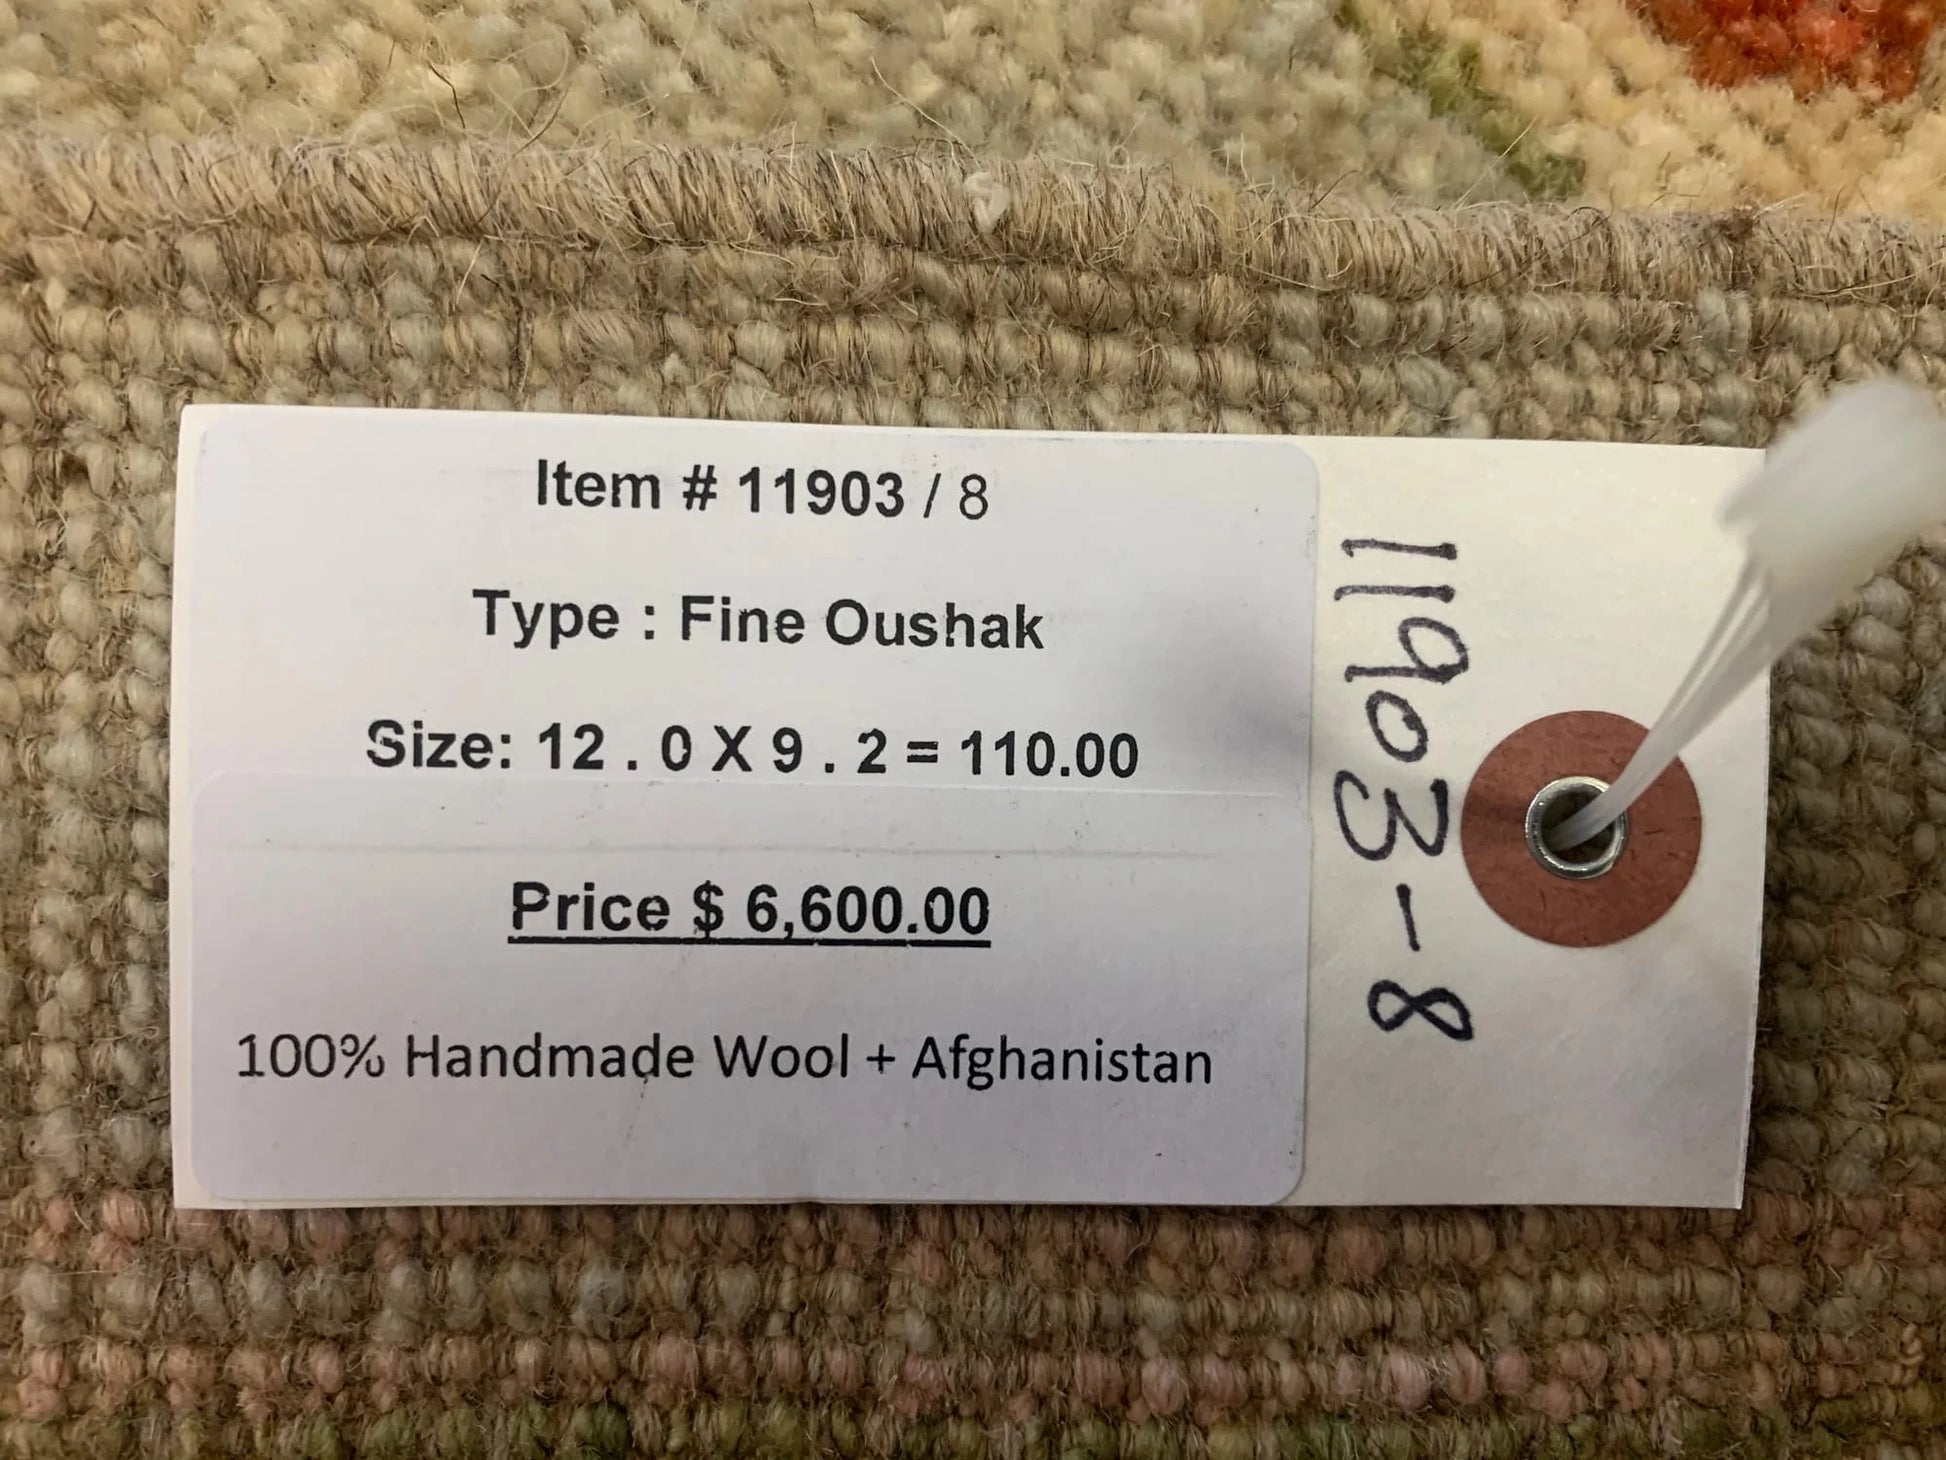 Item # 11903 / 8
Type : Fine Oushak
Size: 12 . 0 X 9 . 2 = 110.00
Price $ 6,600.00
100% Handmade Wool + Afghanistan
11903-8